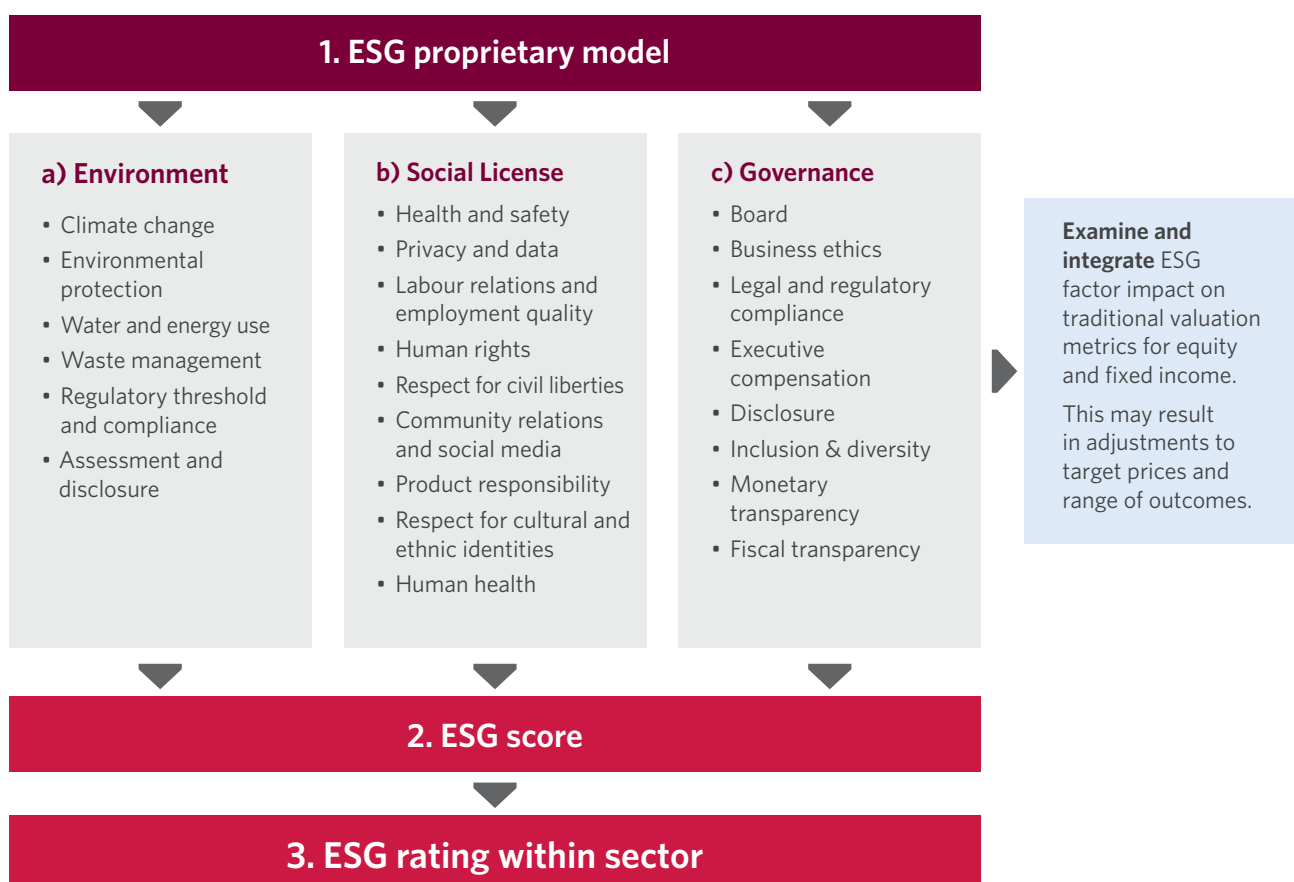 1. ESG proprietary model
a) Environment
• Climate change
• Environmental
protection
• Water and energy use
• Waste management
• Regulatory threshold
and compliance
• Assessment and
disclosure
b) Social License
• Health and safety
• Privacy and data
• Labour relations and
employment quality
• Human rights
• Respect for civil liberties
• Community relations
and social media
• Product responsibility
• Respect for cultural and
ethnic identities
• Human health
c) Governance
• Board
• Business ethics
• Legal and regulatory
compliance
• Executive
compensation
• Disclosure
• Inclusion & diversity
• Monetary
transparency
• Fiscal transparency
Examine and
integrate ESG
factor impact on
traditional valuation
metrics for equity
and fixed income.
This may result
in adjustments to
target prices and
range of outcomes.
2. ESG score
3. ESG rating within sector